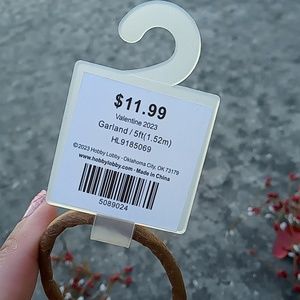 $11.99
Valentine 2023
Garland / 5ft(1.52m)
HL9185069
©2023 Hobby Lobby - Oklahoma City, OK 73179
www.hobbylobby.com - Made in China
5089024